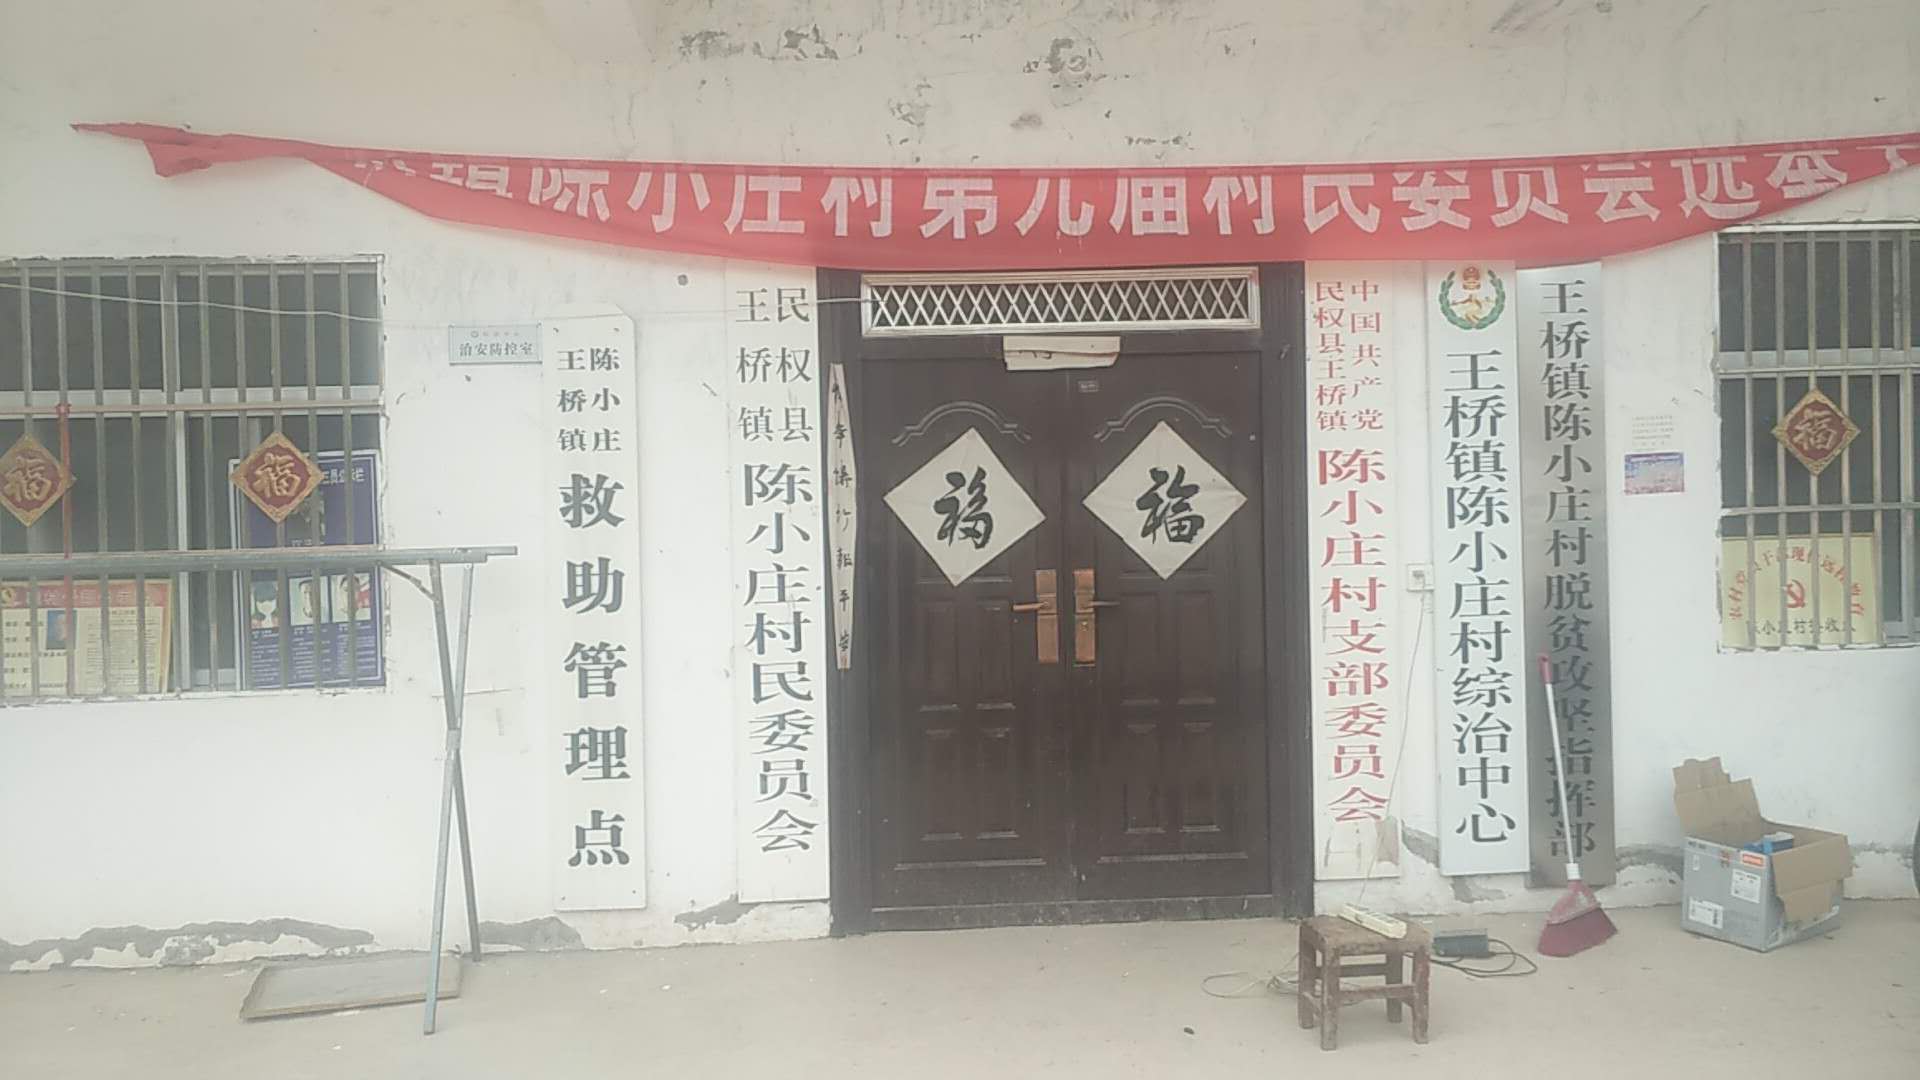 镇陈小庄村第九届村民委员会选举
治安防控室
王桥镇
陈小庄
救助管理点
民权县
王桥镇
陈小庄村民委员会
福
福
中国共产党
民权县王桥镇
陈小庄村支部委员会
王桥镇陈小庄村综治中心
王桥镇陈小庄村脱贫攻坚指挥部
福
福
福